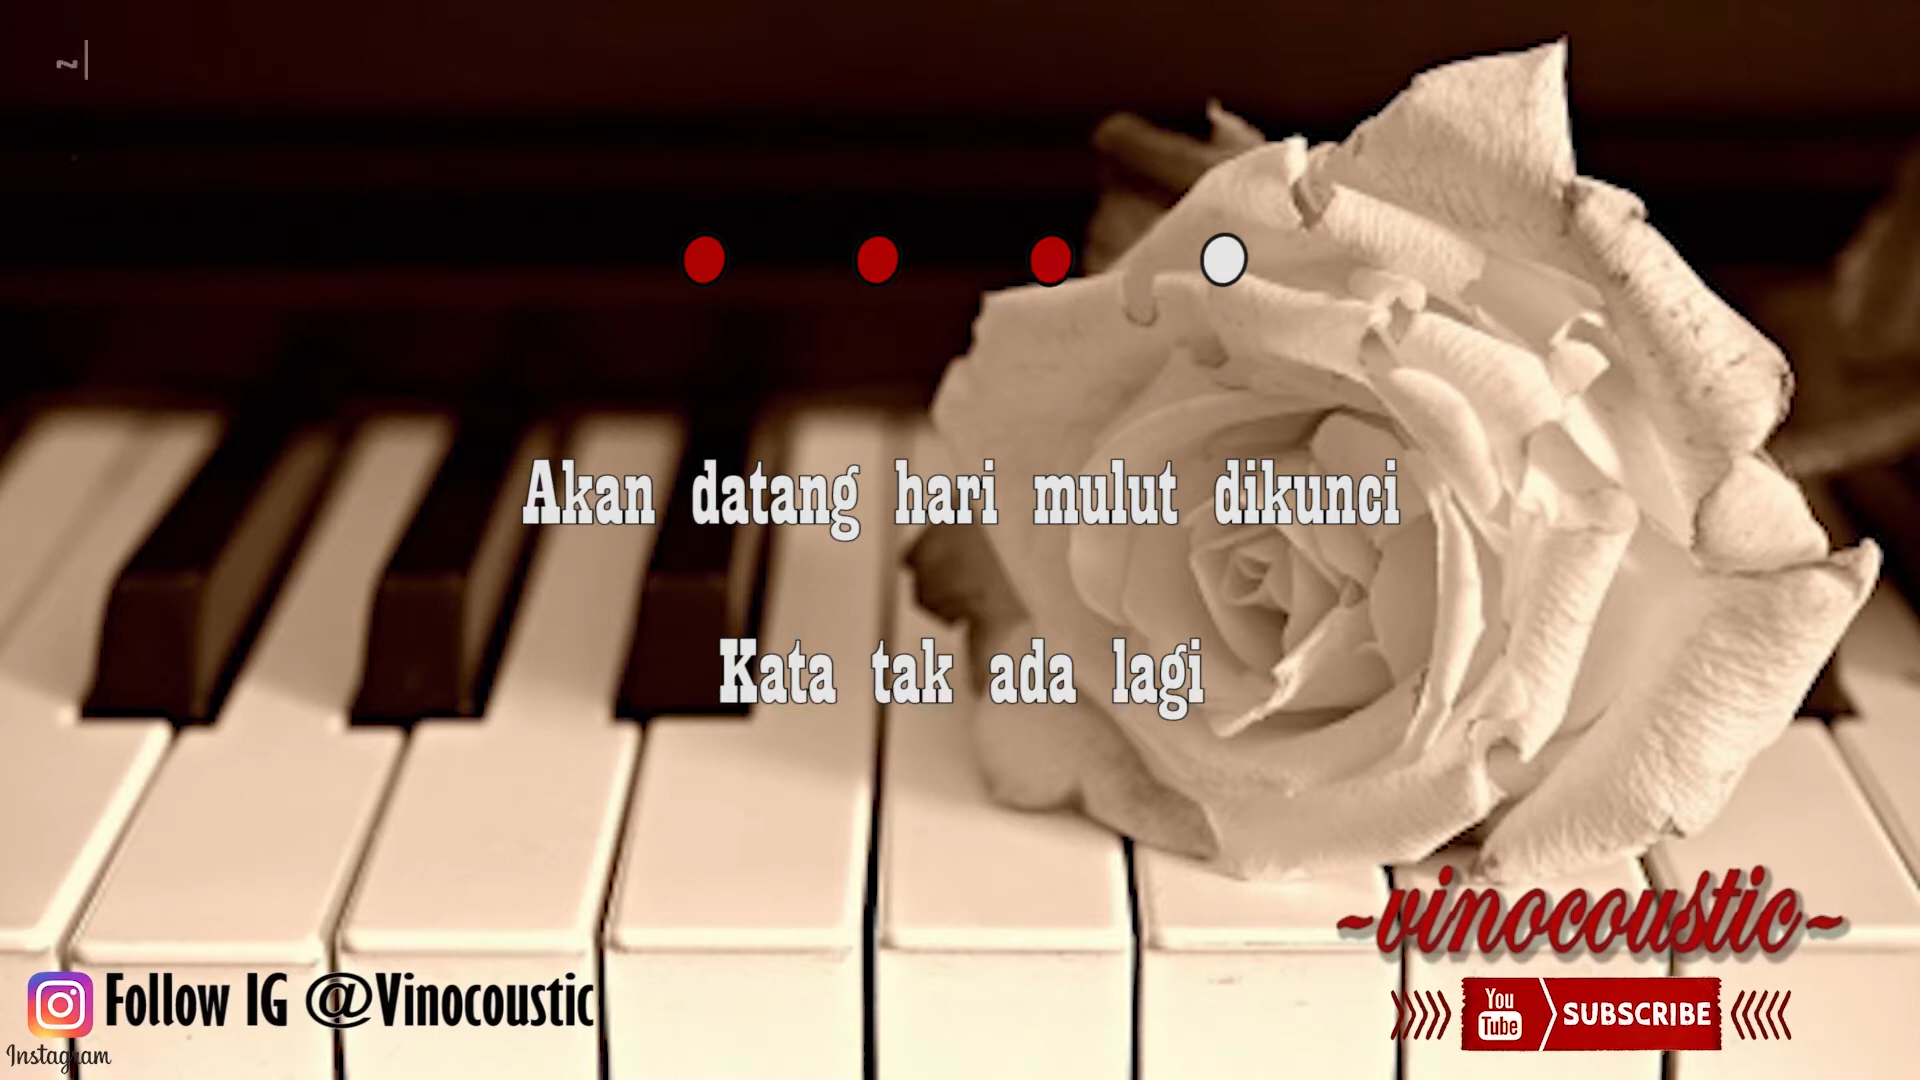 ~
Akan datang hari mulut dikunci
Kata tak ada lagi
~vinocoustic~
Follow IG @Vinocoustic
You Tube SUBSCRIBE
Instagram